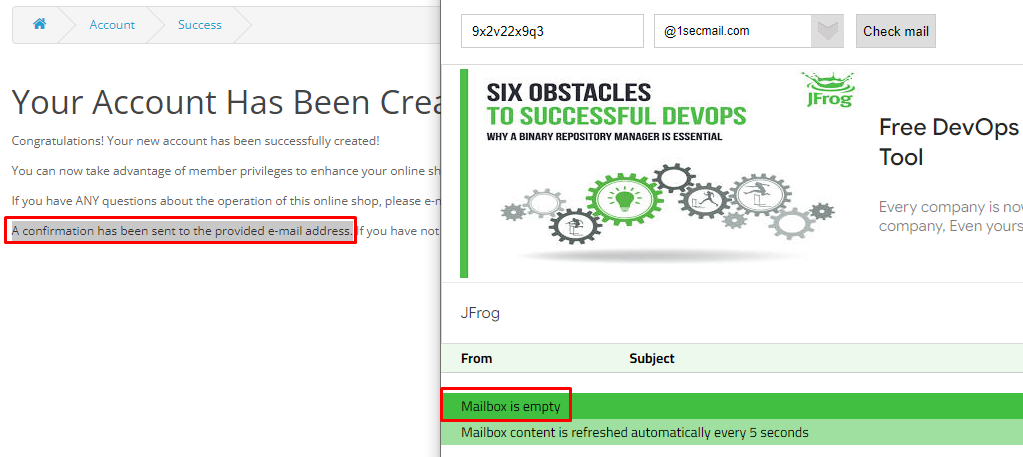 Account
Success
Your Account Has Been Crea
Congratulations! Your new account has been successfully created!
You can now take advantage of member privileges to enhance your online sh
If you have ANY questions about the operation of this online shop, please e-m
A confirmation has been sent to the provided e-mail address. If you have not
9x2v22x9q3
@1secmail.com
Check mail
SIX OBSTACLES
TO SUCCESSFUL DEVOPS
WHY A BINARY REPOSITORY MANAGER IS ESSENTIAL
JFrog
Free DevOps
Tool
Every company is now
company, Even yours
JFrog
From Subject
Mailbox is empty
Mailbox content is refreshed automatically every 5 seconds